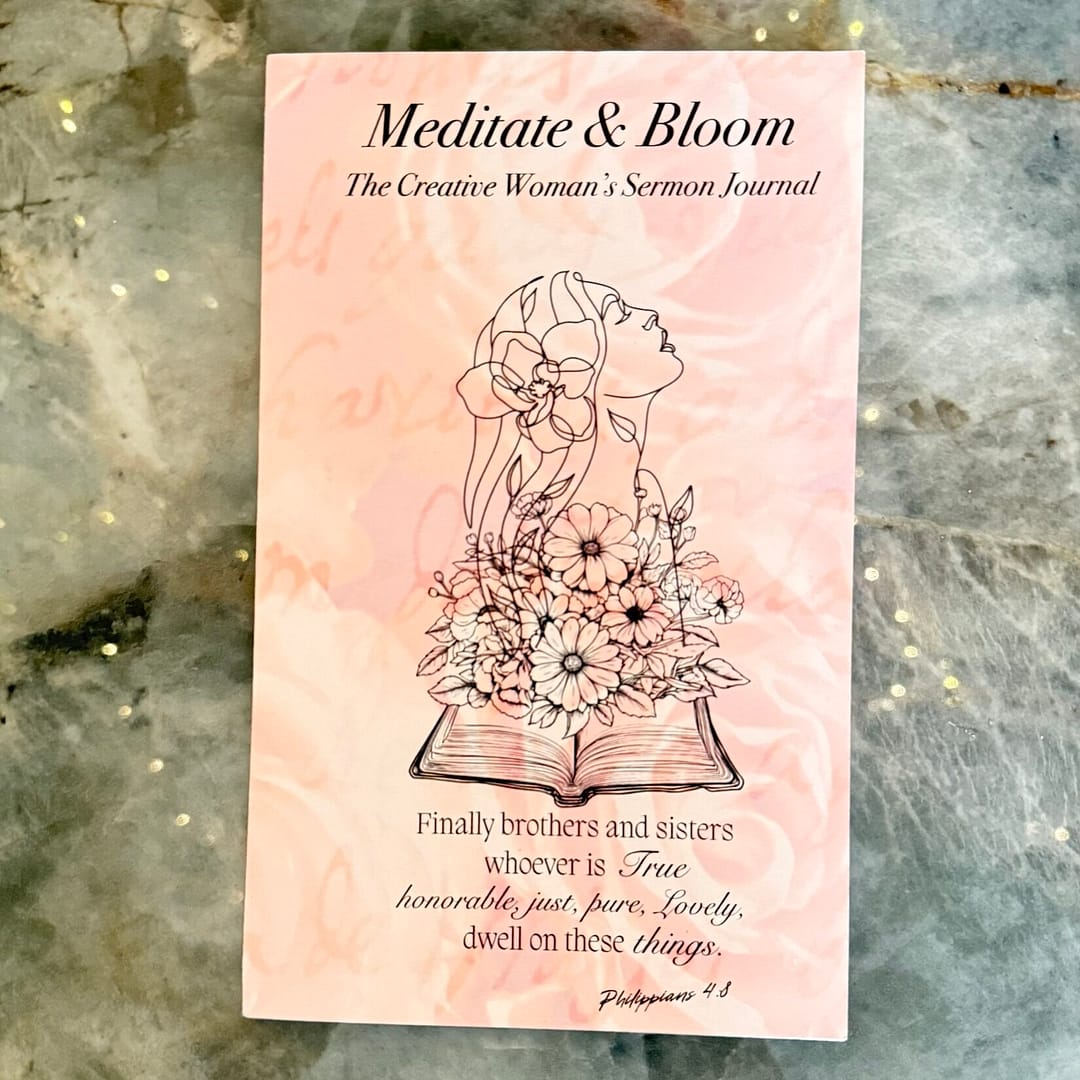 Meditate & Bloom
The Creative Woman's Sermon Journal
Finally brothers and sisters
whoever is True
honorable, just, pure, Lovely,
dwell on these things.
Philippians 4.8